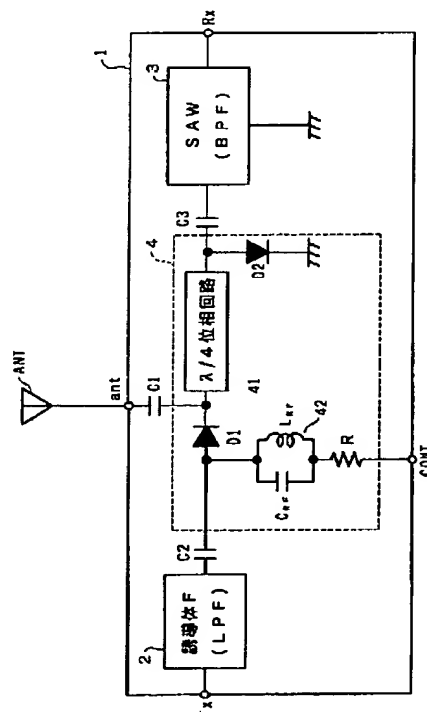 ANT
ant
1
C1
x
誘導体F
(LPF)
2
C2
D1
λ/4位相回路
41
4
C3
D2
SAW
(BPF)
3
Rx
CRF
LRF
42
R
CONT